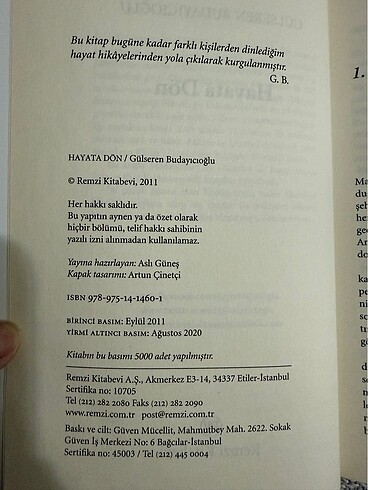 Bu kitap bugüne kadar farklı kişilerden dinlediğim
hayat hikâyelerinden yola çıkılarak kurgulanmıştır.
G. B.
HAYATA DÖN / Gülseren Budayıcıoğlu
© Remzi Kitabevi, 2011
Her hakkı saklıdır.
Bu yapıtın aynen ya da özet olarak
hiçbir bölümü, telif hakkı sahibinin
yazılı izni alınmadan kullanılamaz.
Yayına hazırlayan: Aslı Güneş
Kapak tasarımı: Artun Çinetçi
ISBN 978-975-14-1460-1
BİRİNCİ BASIM: Eylül 2011
YİRMİ ALTINCI BASIM: Ağustos 2020
Kitabın bu basımı 5000 adet yapılmıştır.
Remzi Kitabevi A.Ş., Akmerkez E3-14, 34337 Etiler-İstanbul
Sertifika no: 10705
Tel (212) 282 2080 Faks (212) 282 2090
www.remzi.com.tr post@remzi.com.tr
Baskı ve cilt: Güven Mücellit, Mahmutbey Mah. 2622. Sokak
Güven İş Merkezi No: 6 Bağcılar-İstanbul
Sertifika no: 45003 / Tel (212) 445 0004
1.